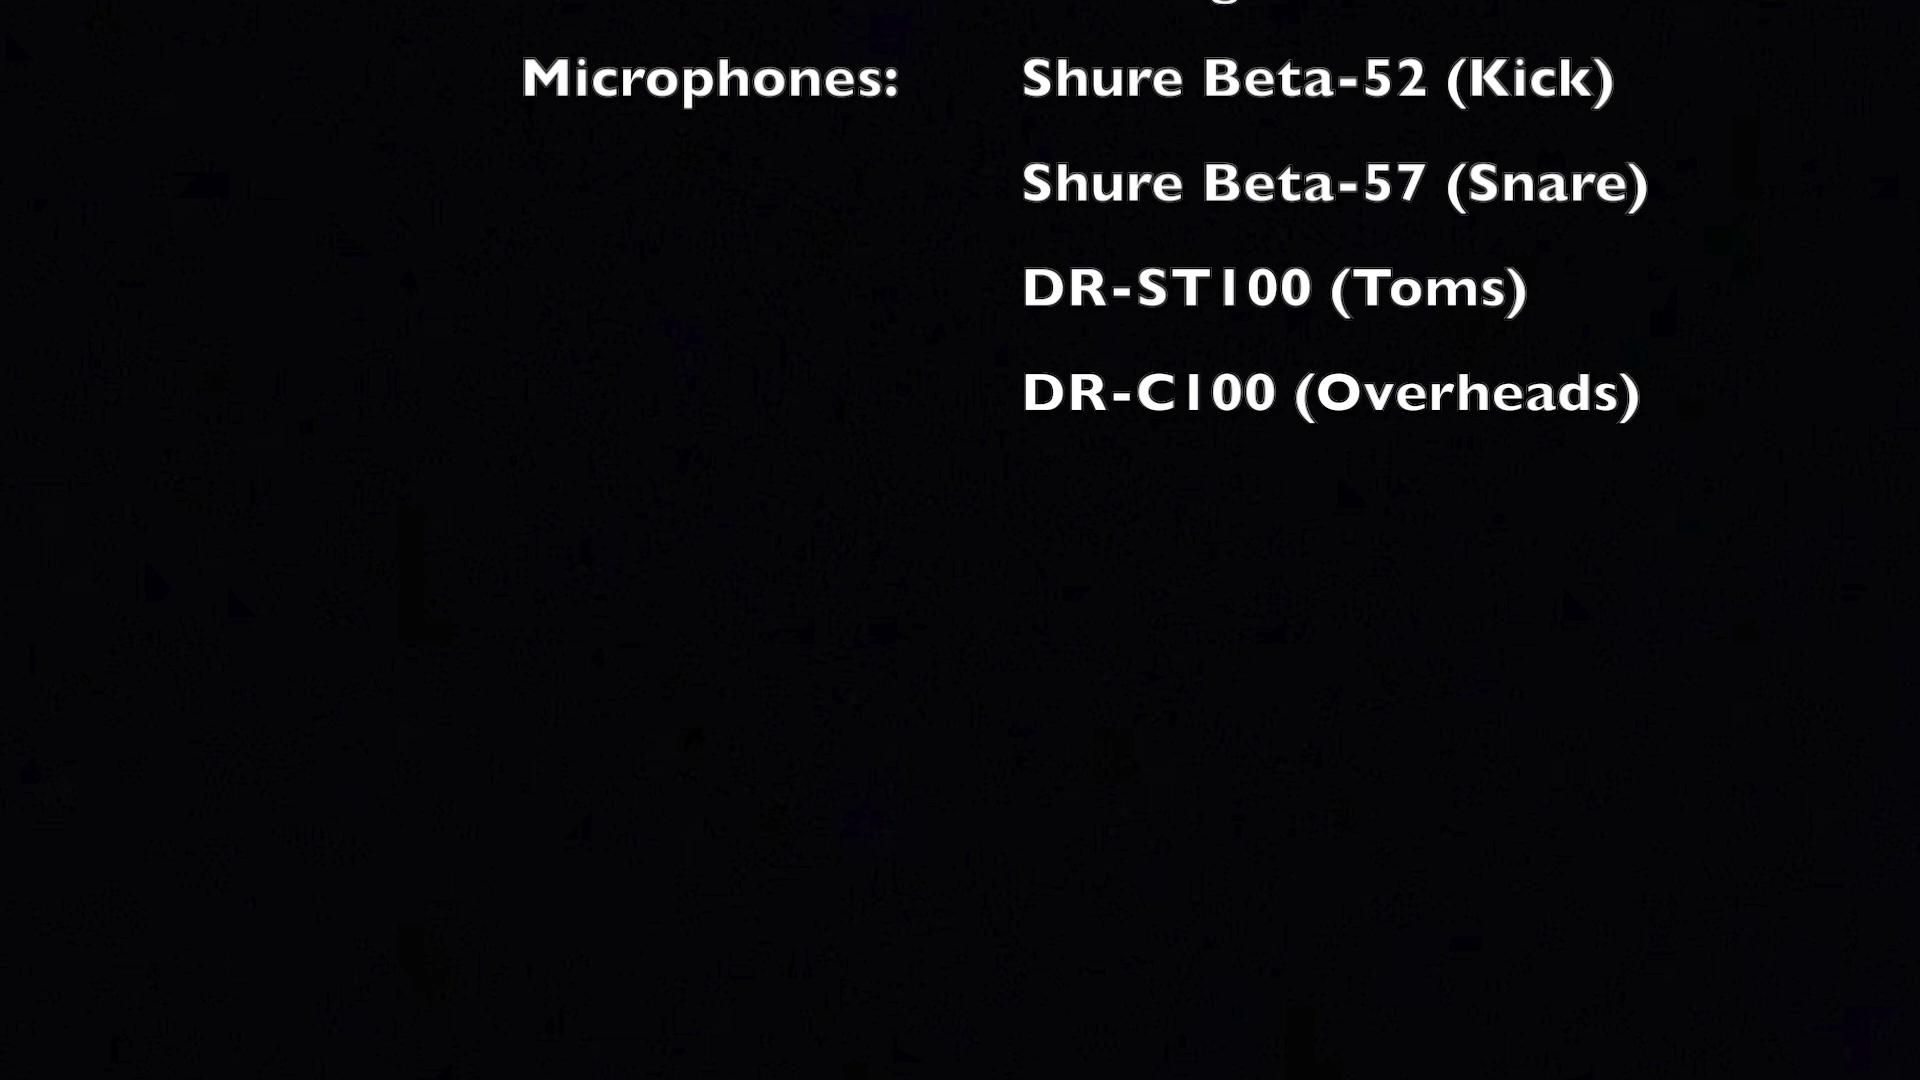 Microphones: Shure Beta-52 (Kick)
Shure Beta-57 (Snare)
DR-ST100 (Toms)
DR-C100 (Overheads)